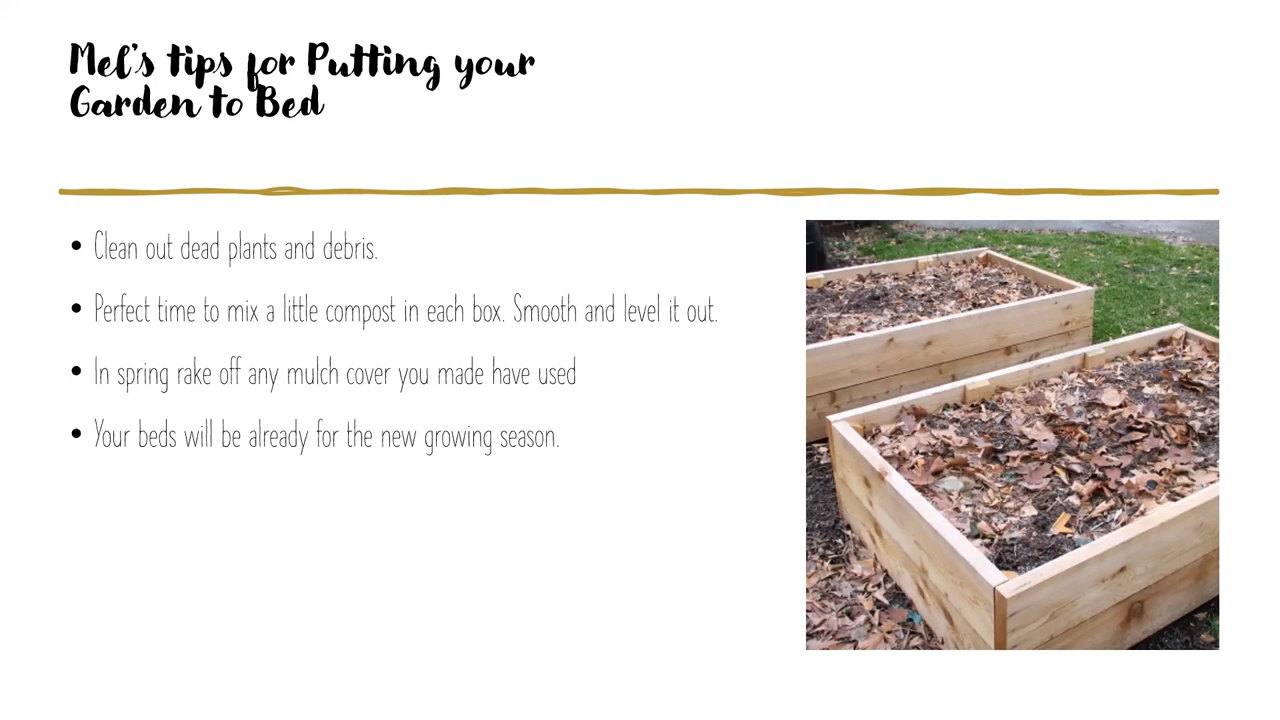 Mel's tips for Putting your
Garden to Bed
• Clean out dead plants and debris.
• Perfect time to mix a little compost in each box. Smooth and level it out.
• In spring rake off any mulch cover you made have used
• Your beds will be already for the new growing season.